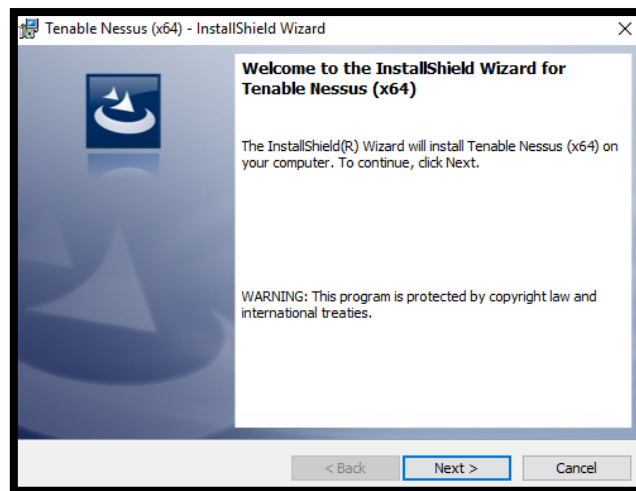 Tenable Nessus (x64) - InstallShield Wizard
Welcome to the InstallShield Wizard for
Tenable Nessus (x64)
The InstallShield(R) Wizard will install Tenable Nessus (x64) on
your computer. To continue, click Next.
WARNING: This program is protected by copyright law and
international treaties.
< Back Next > Cancel